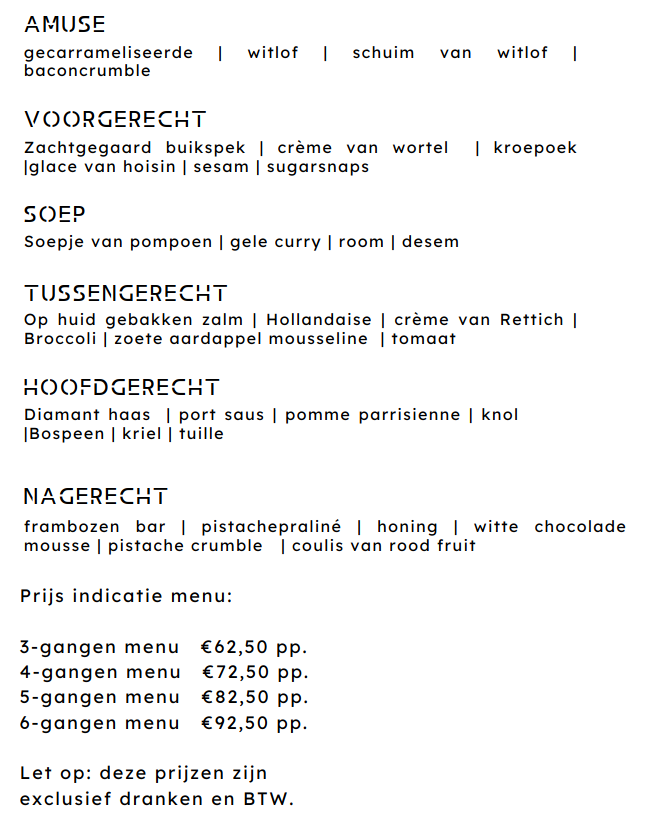 AMUSE
gecarrameliseerde | witlof | schuim van witlof |
baconcrumble
VOORGERECHT
Zachtgegaard buikspek | crème van wortel | kroepoek
|glace van hoisin | sesam | sugarsnaps
SOEP
Soepje van pompoen | gele curry | room | desem
TUSSENGERECHT
Op huid gebakken zalm | Hollandaise | crème van Rettich |
Broccoli | zoete aardappel mousseline | tomaat
HOOFDGERECHT
Diamant haas | port saus | pomme parrisienne | knol
|Bospeen | kriel | tuille
NAGERECHT
frambozen bar | pistachepraliné | honing | witte chocolade
mousse | pistache crumble | coulis van rood fruit
Prijs indicatie menu:
3-gangen menu €62,50 pp.
4-gangen menu €72,50 pp.
5-gangen menu €82,50 pp.
6-gangen menu €92,50 pp.
Let op: deze prijzen zijn
exclusief dranken en BTW.